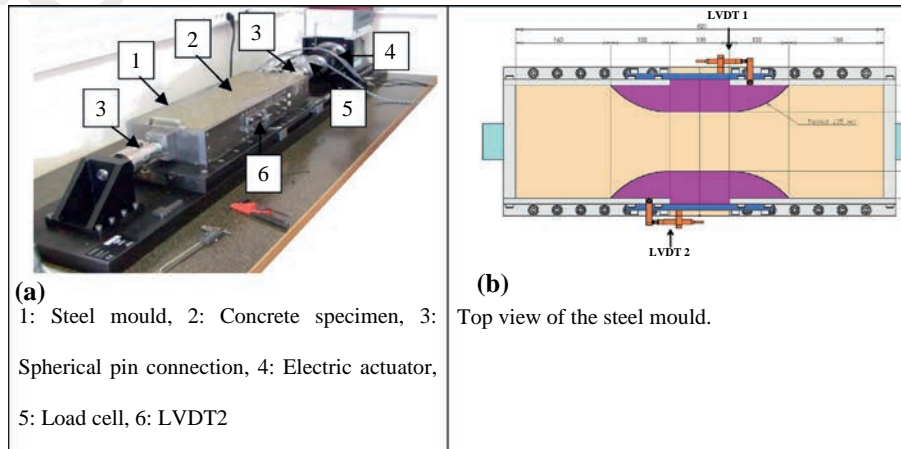 3
2
1
4
3
5
6
LVDT 1
LVDT 2
(a)
(b)
1: Steel mould, 2: Concrete specimen, 3:
Spherical pin connection, 4: Electric actuator,
5: Load cell, 6: LVDT2
Top view of the steel mould.